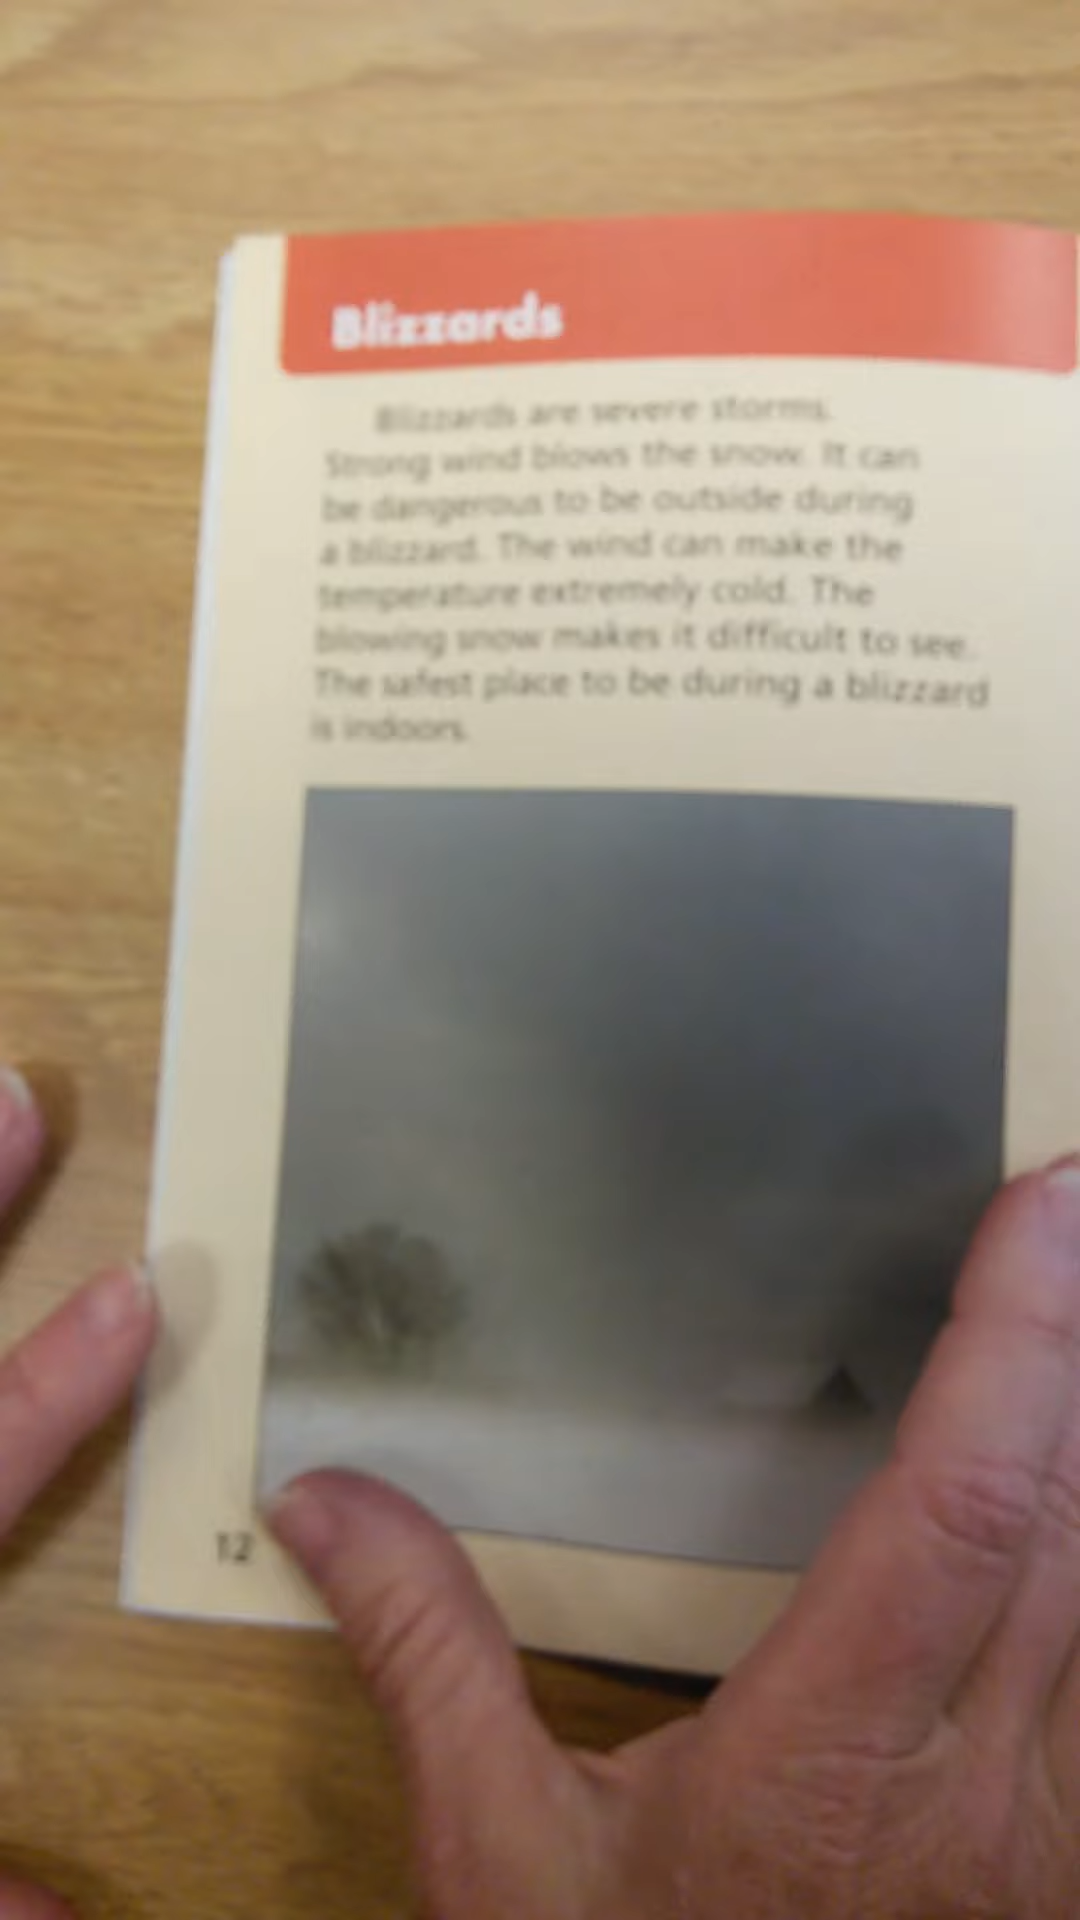 Blizzards
Blizzards are severe storms.
Strong wind blows the snow. It can
be dangerous to be outside during
a blizzard. The wind can make the
temperature extremely cold. The
blowing snow makes it difficult to see.
The safest place to be during a blizzard
is indoors.
12